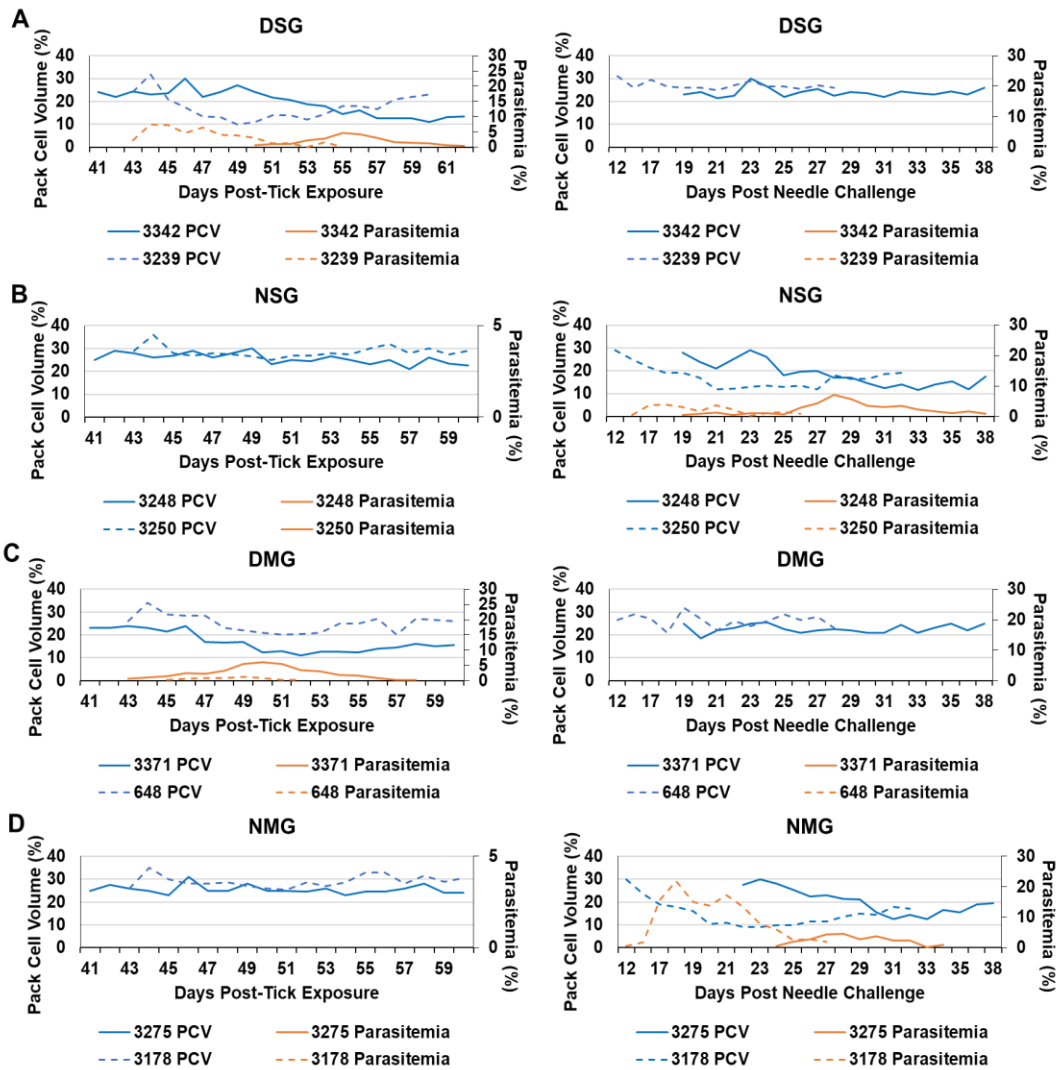 A
DSG
Pack Cell Volume (%)
40
30
20
10
0
30
25
20
15
10
5
0
Parasitemia (%)
41 43 45 47 49 51 53 55 57 59 61
Days Post-Tick Exposure
3342 PCV 3342 Parasitemia
3239 PCV 3239 Parasitemia
DSG
Pack Cell Volume (%)
40
30
20
10
0
30
20
10
0
Parasitemia (%)
12 17 19 21 23 25 27 29 31 33 35 38
Days Post Needle Challenge
3342 PCV 3342 Parasitemia
3239 PCV 3239 Parasitemia
B
NSG
Pack Cell Volume (%)
40
30
20
10
0
5
0
Parasitemia (%)
41 43 45 47 49 51 53 55 57 59
Days Post-Tick Exposure
3248 PCV 3248 Parasitemia
3250 PCV 3250 Parasitemia
NSG
Pack Cell Volume (%)
40
30
20
10
0
30
20
10
0
Parasitemia (%)
12 17 19 21 23 25 27 29 31 33 35 38
Days Post Needle Challenge
3248 PCV 3248 Parasitemia
3250 PCV 3250 Parasitemia
C
DMG
Pack Cell Volume (%)
40
30
20
10
0
30
25
20
15
10
5
0
Parasitemia (%)
41 43 45 47 49 51 53 55 57 59
Days Post-Tick Exposure
3371 PCV 3371 Parasitemia
648 PCV 648 Parasitemia
DMG
Pack Cell Volume (%)
40
30
20
10
0
30
20
10
0
Parasitemia (%)
12 17 19 21 23 25 27 29 31 33 35 38
Days Post Needle Challenge
3371 PCV 3371 Parasitemia
648 PCV 648 Parasitemia
D
NMG
Pack Cell Volume (%)
40
30
20
10
0
5
0
Parasitemia (%)
41 43 45 47 49 51 53 55 57 59
Days Post-Tick Exposure
3275 PCV 3275 Parasitemia
3178 PCV 3178 Parasitemia
NMG
Pack Cell Volume (%)
40
30
20
10
0
30
20
10
0
Parasitemia (%)
12 17 19 21 23 25 27 29 31 33 35 38
Days Post Needle Challenge
3275 PCV 3275 Parasitemia
3178 PCV 3178 Parasitemia